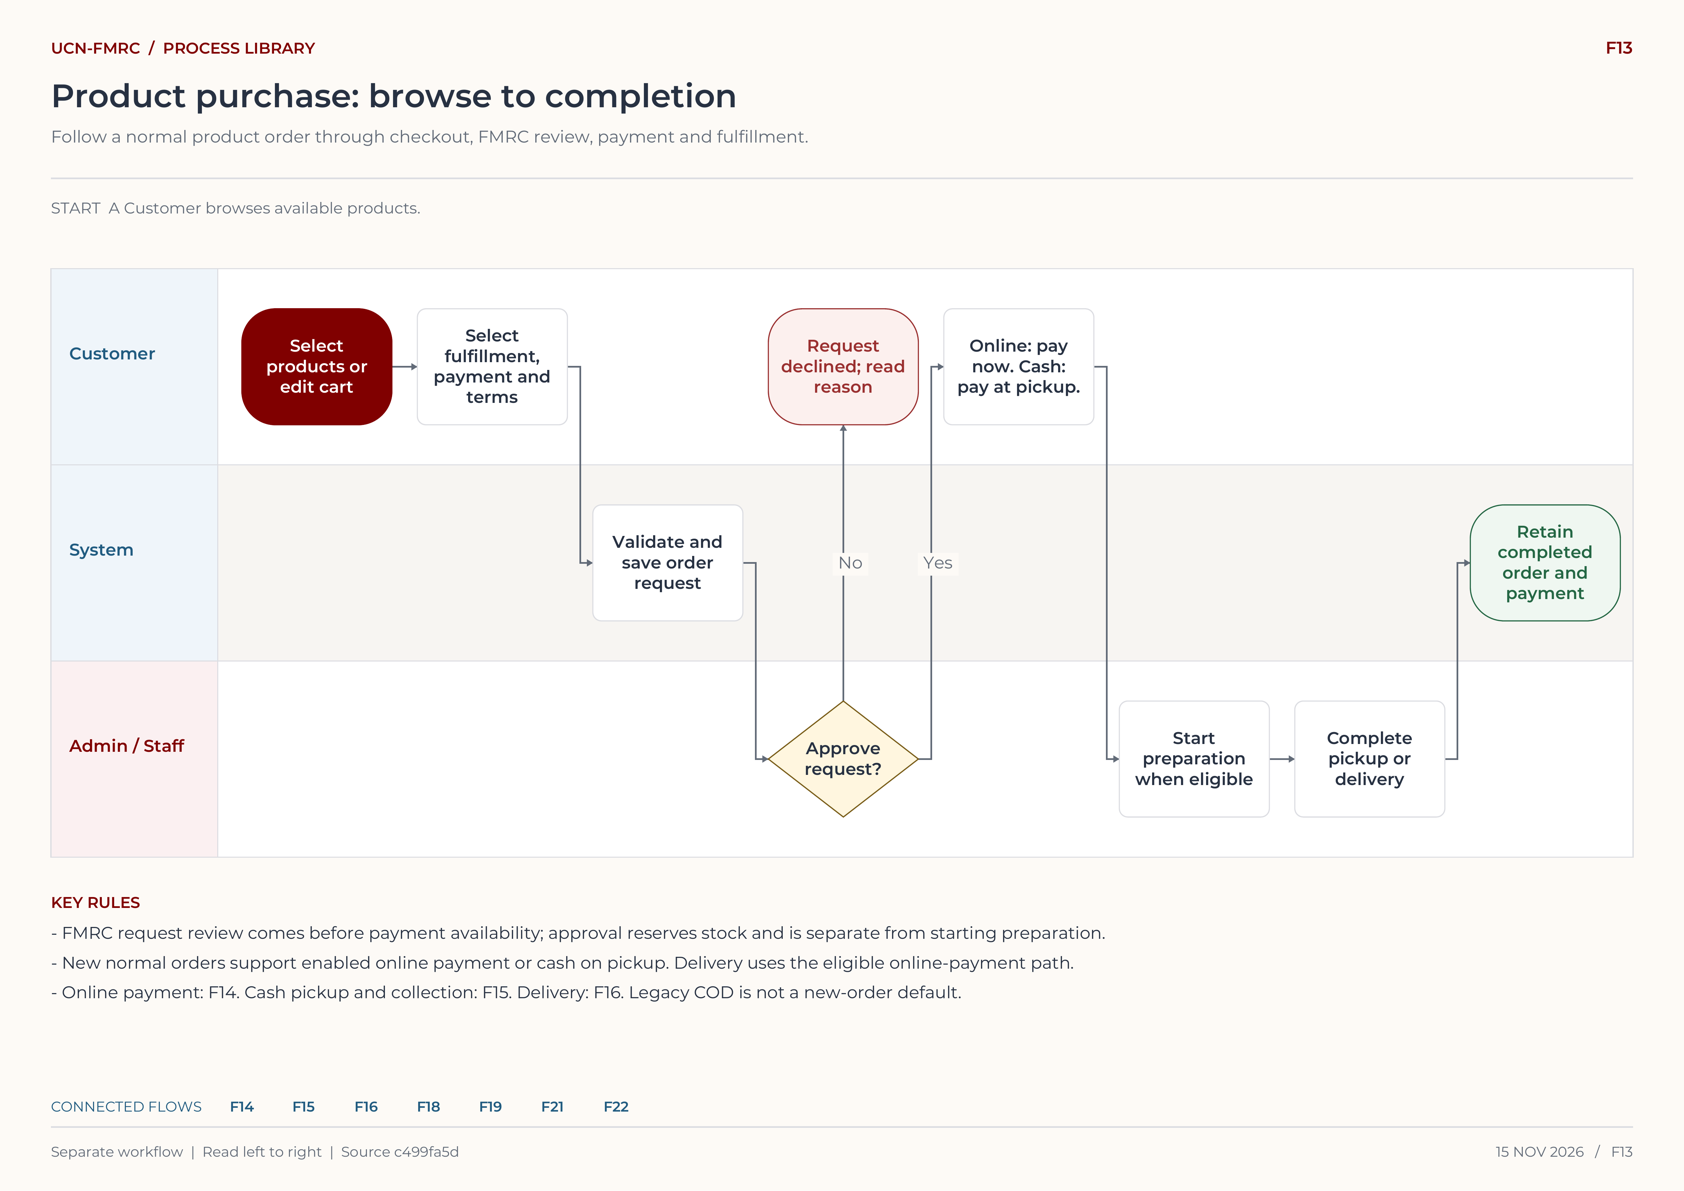 UCN-FMRC / PROCESS LIBRARY
F13
Product purchase: browse to completion
Follow a normal product order through checkout, FMRC review, payment and fulfillment.
START A Customer browses available products.
Customer
Select
products or
edit cart
Select
fulfillment,
payment and
terms
Request
declined; read
reason
Online: pay
now. Cash:
pay at pickup.
System
Validate and
save order
request
No
Yes
Retain
completed
order and
payment
Admin / Staff
Approve
request?
Start
preparation
when eligible
Complete
pickup or
delivery
KEY RULES
- FMRC request review comes before payment availability; approval reserves stock and is separate from starting preparation.
- New normal orders support enabled online payment or cash on pickup. Delivery uses the eligible online-payment path.
- Online payment: F14. Cash pickup and collection: F15. Delivery: F16. Legacy COD is not a new-order default.
CONNECTED FLOWS F14 F15 F16 F18 F19 F21 F22
Separate workflow | Read left to right | Source c499fa5d
15 NOV 2026 / F13